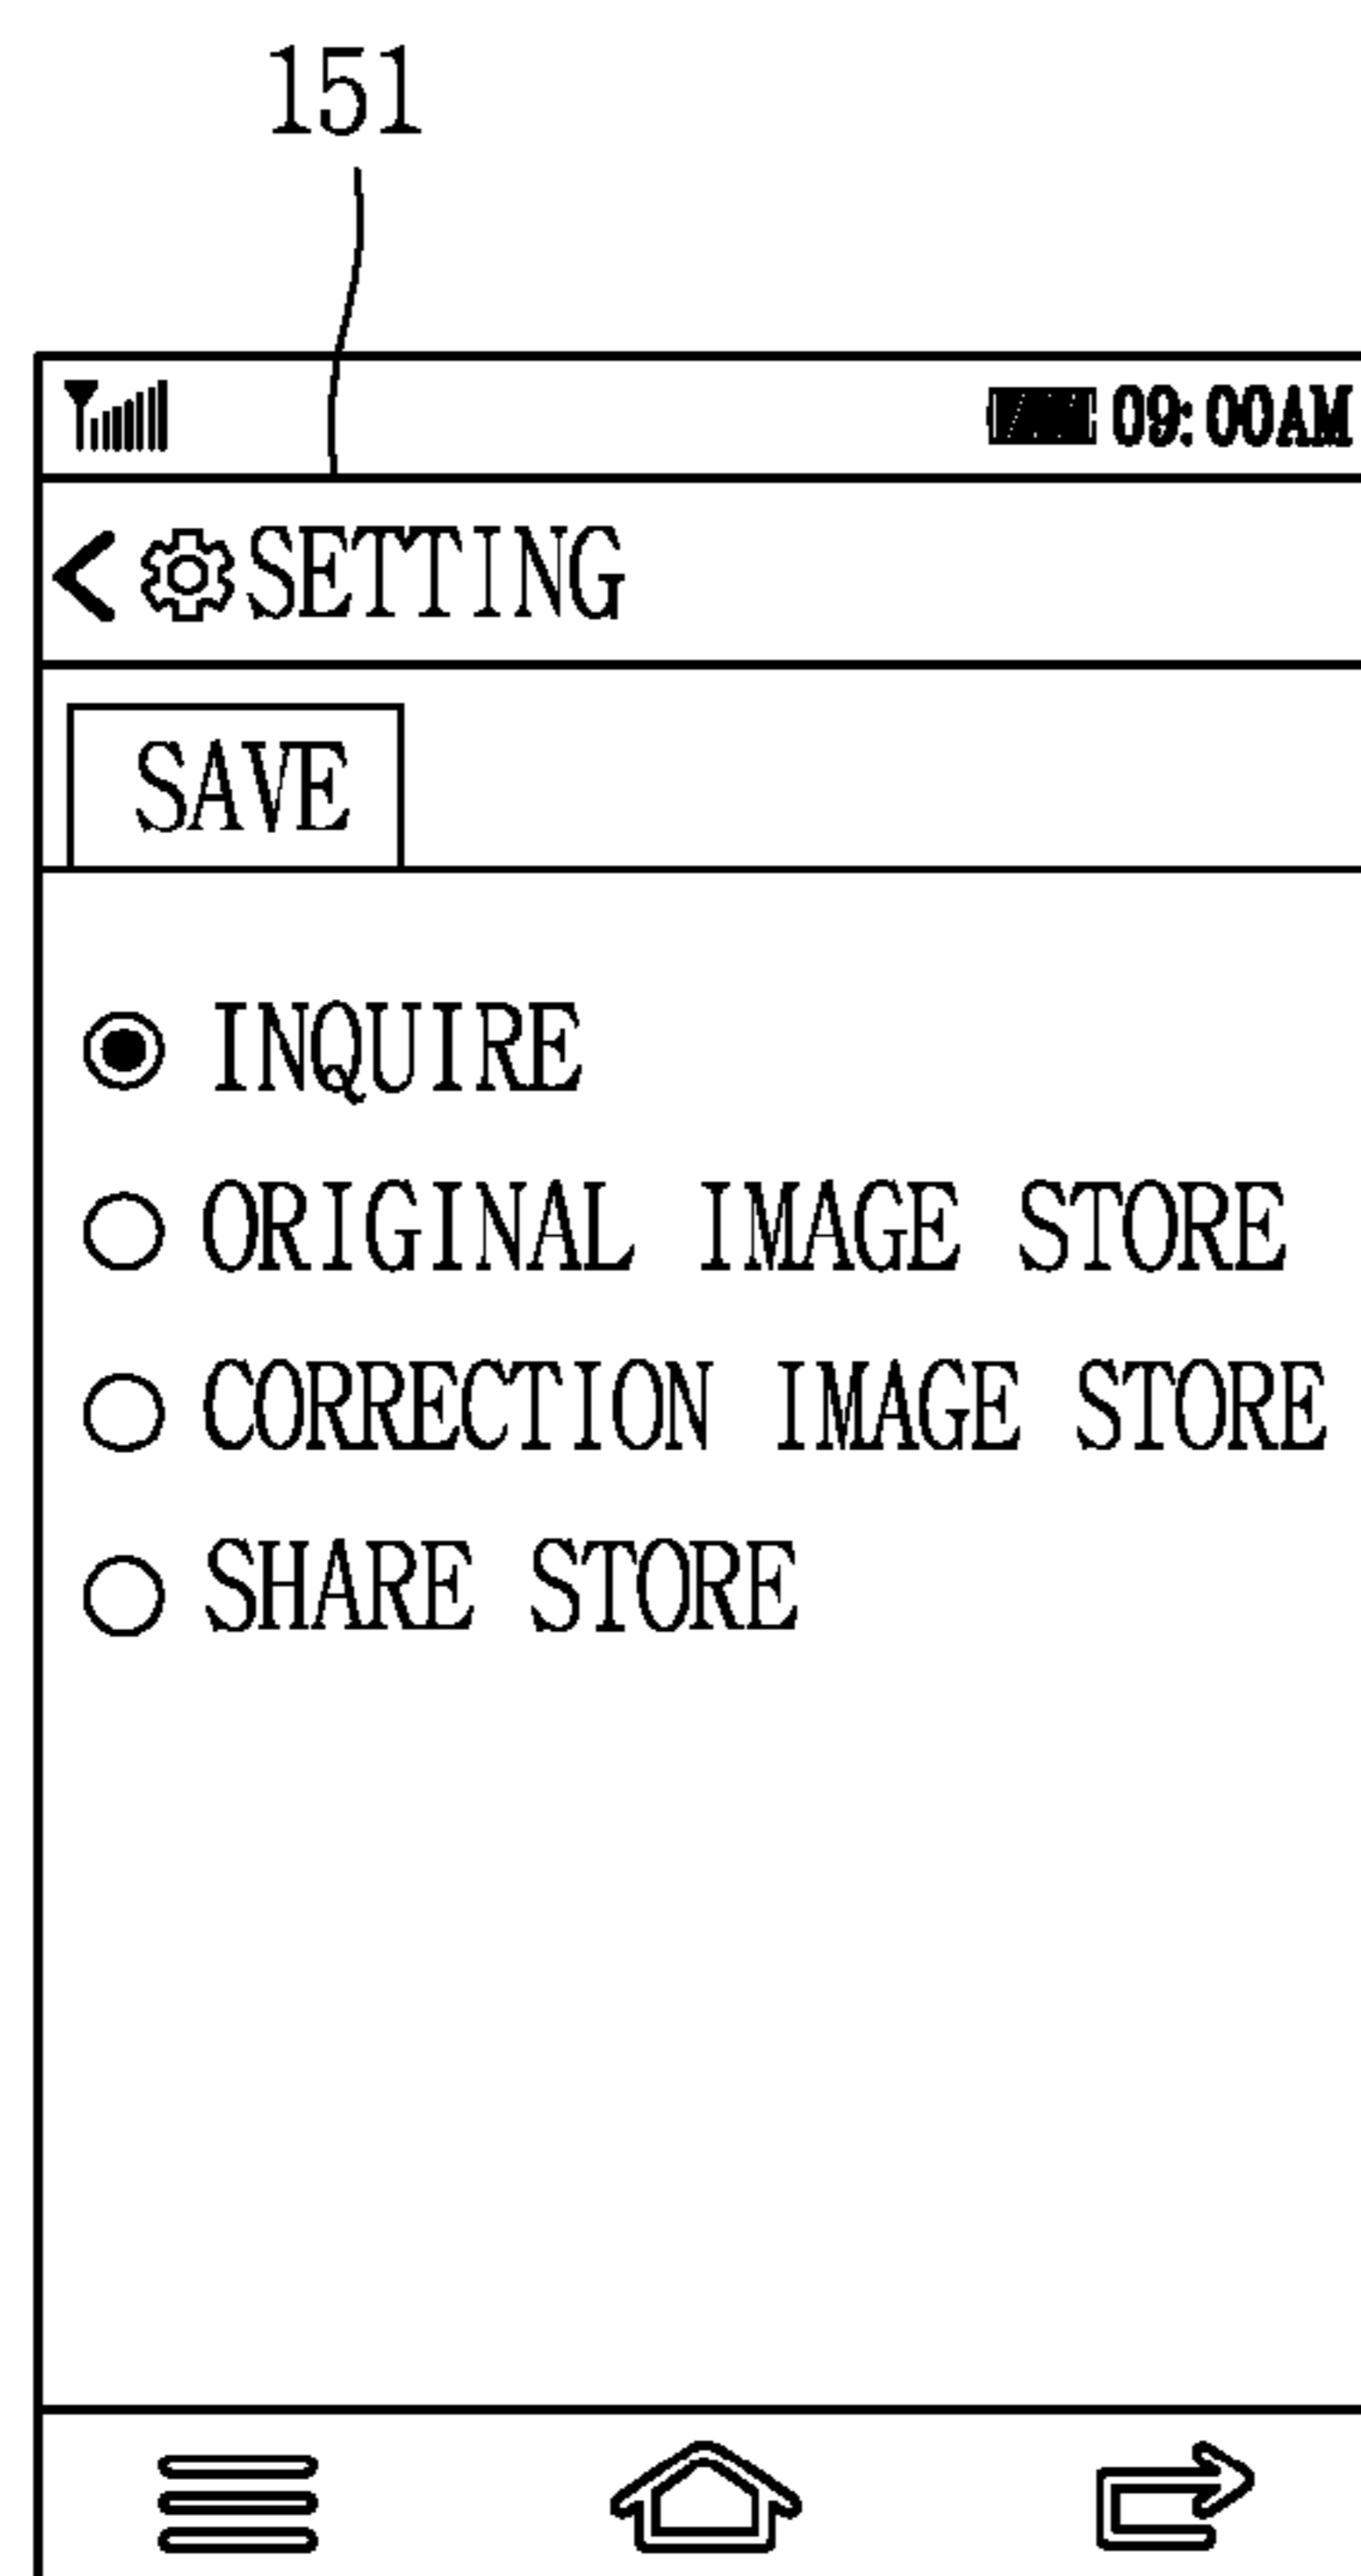 151
09:00AM
SETTING
SAVE
INQUIRE
ORIGINAL IMAGE STORE
CORRECTION IMAGE STORE
SHARE STORE